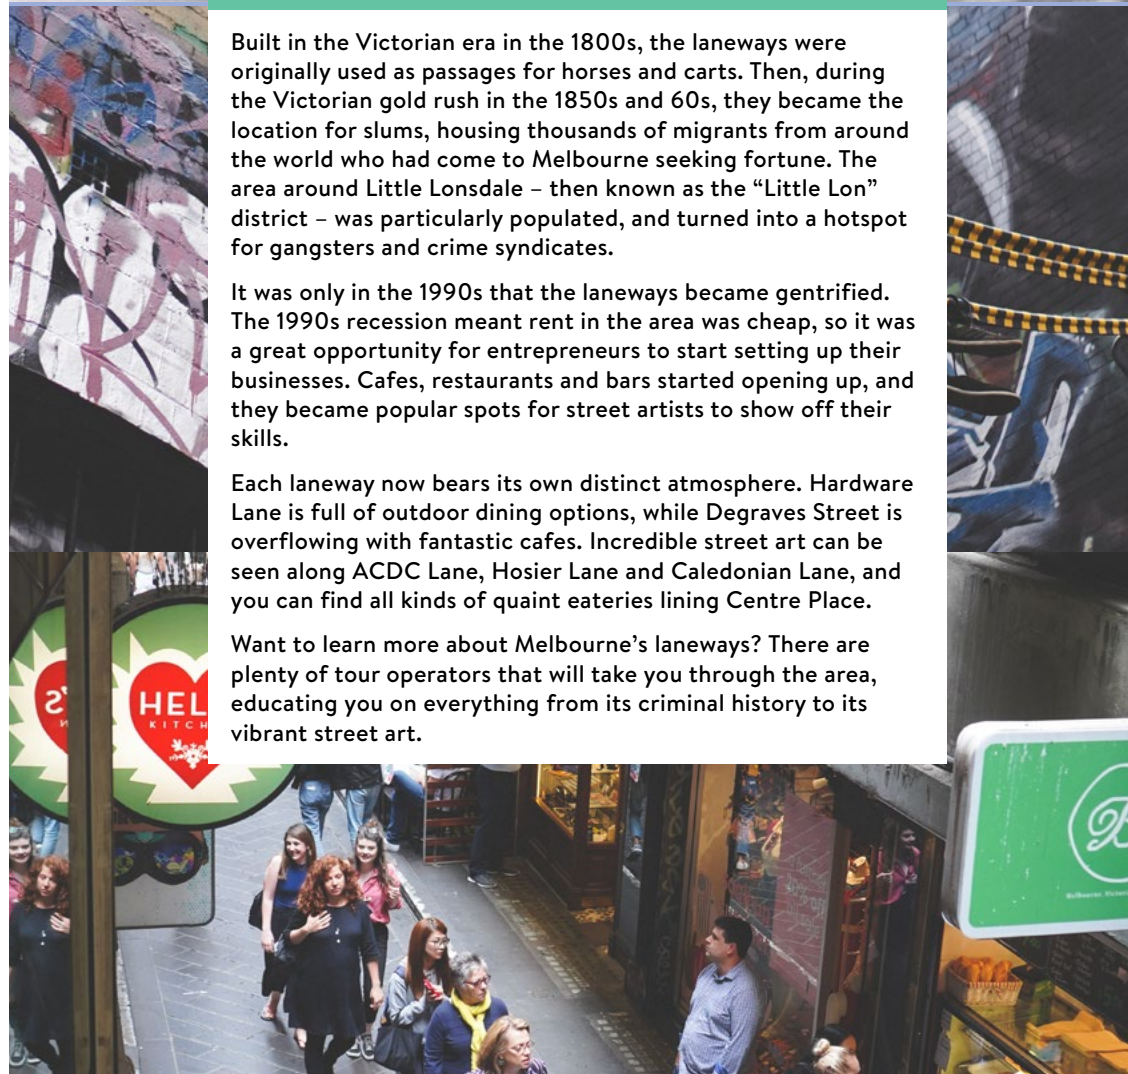 Built in the Victorian era in the 1800s, the laneways were
originally used as passages for horses and carts. Then, during
the Victorian gold rush in the 1850s and 60s, they became the
location for slums, housing thousands of migrants from around
the world who had come to Melbourne seeking fortune. The
area around Little Lonsdale – then known as the “Little Lon”
district – was particularly populated, and turned into a hotspot
for gangsters and crime syndicates.
It was only in the 1990s that the laneways became gentrified.
The 1990s recession meant rent in the area was cheap, so it was
a great opportunity for entrepreneurs to start setting up their
businesses. Cafes, restaurants and bars started opening up, and
they became popular spots for street artists to show off their
skills.
Each laneway now bears its own distinct atmosphere. Hardware
Lane is full of outdoor dining options, while Degraves Street is
overflowing with fantastic cafes. Incredible street art can be
seen along ACDC Lane, Hosier Lane and Caledonian Lane, and
you can find all kinds of quaint eateries lining Centre Place.
Want to learn more about Melbourne’s laneways? There are
plenty of tour operators that will take you through the area,
educating you on everything from its criminal history to its
vibrant street art.
HEL
KITCH